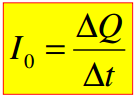 I₀ = ΔQ/Δt